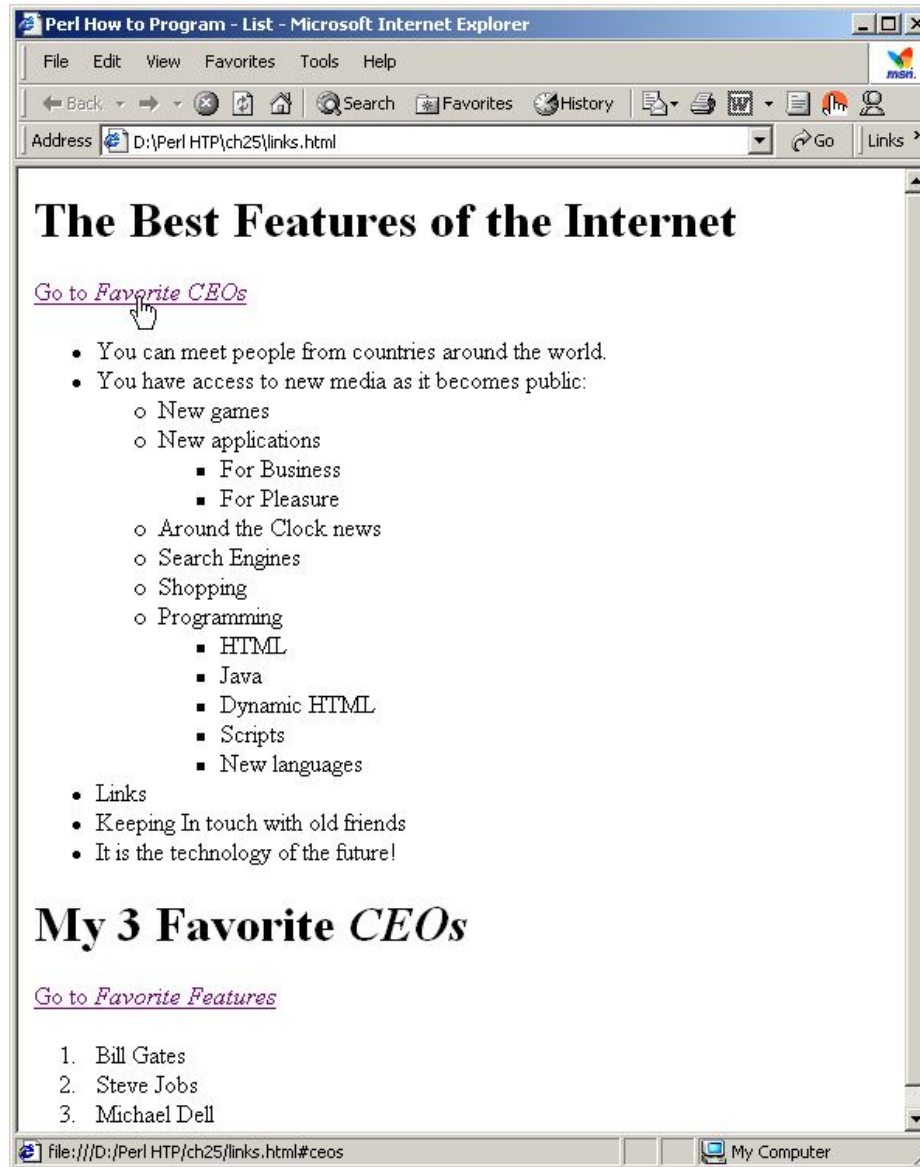 Perl How to Program - List - Microsoft Internet Explorer
File Edit View Favorites Tools Help
msn.
Back Search Favorites History
Address D:\Perl HTP\ch25\links.html Go Links
The Best Features of the Internet
Go to Favorite CEOs
You can meet people from countries around the world.
You have access to new media as it becomes public:
New games
New applications
For Business
For Pleasure
Around the Clock news
Search Engines
Shopping
Programming
HTML
Java
Dynamic HTML
Scripts
New languages
Links
Keeping In touch with old friends
It is the technology of the future!
My 3 Favorite CEOs
Go to Favorite Features
1. Bill Gates
2. Steve Jobs
3. Michael Dell
file:///D:/Perl HTP/ch25/links.html#ceos My Computer